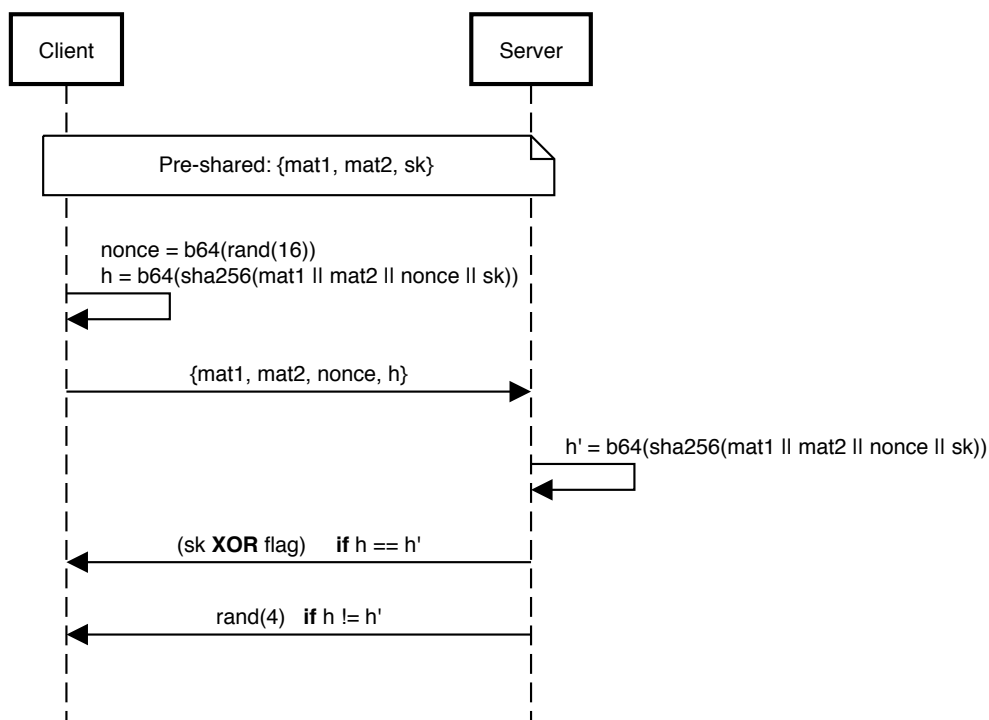 Client
Server
Pre-shared: {mat1, mat2, sk}
nonce = b64(rand(16))
h = b64(sha256(mat1 || mat2 || nonce || sk))
{mat1, mat2, nonce, h}
h' = b64(sha256(mat1 || mat2 || nonce || sk))
(sk XOR flag) if h == h'
rand(4) if h != h'